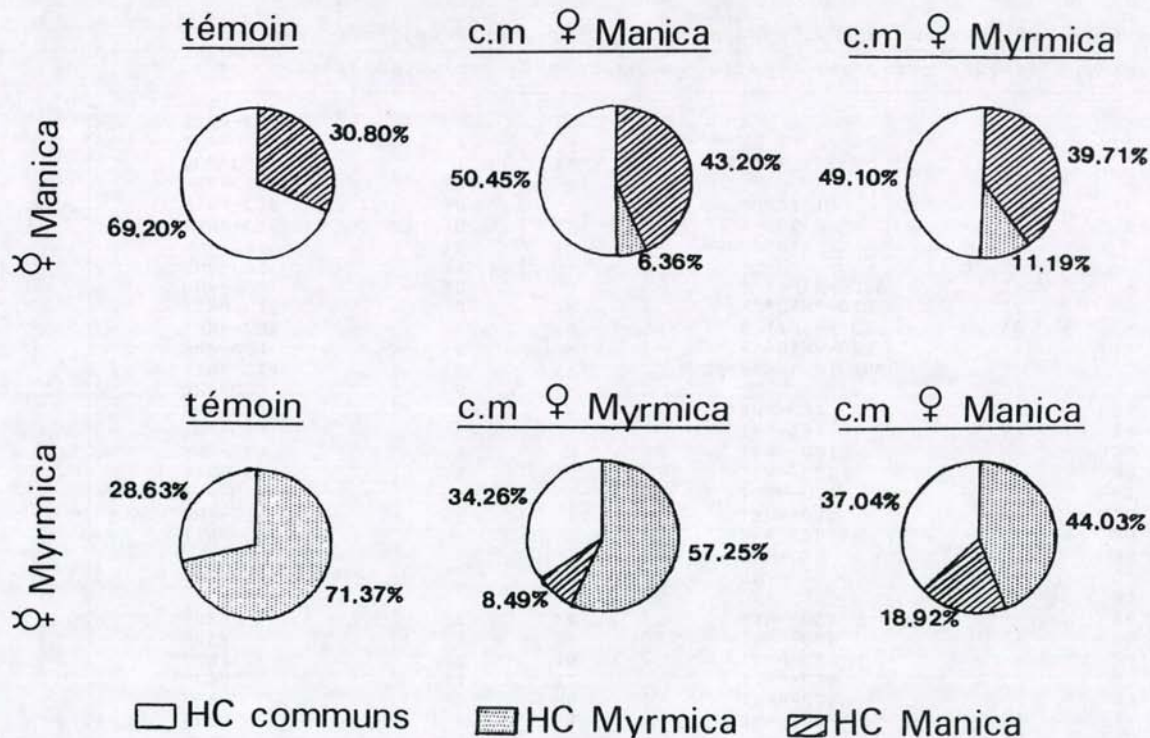 témoin
c.m ♀ Manica
c.m ♀ Myrmica
☿ Manica
69.20%
30.80%
50.45%
43.20%
6.36%
49.10%
39.71%
11.19%
témoin
c.m ♀ Myrmica
c.m ♀ Manica
☿ Myrmica
28.63%
71.37%
34.26%
57.25%
8.49%
37.04%
44.03%
18.92%
HC communs HC Myrmica HC Manica